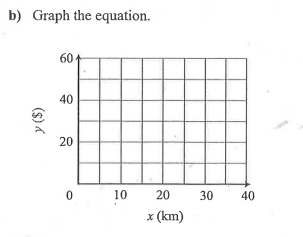 b) Graph the equation.
60
40
y ($)
20
0 10 20 30 40
x (km)